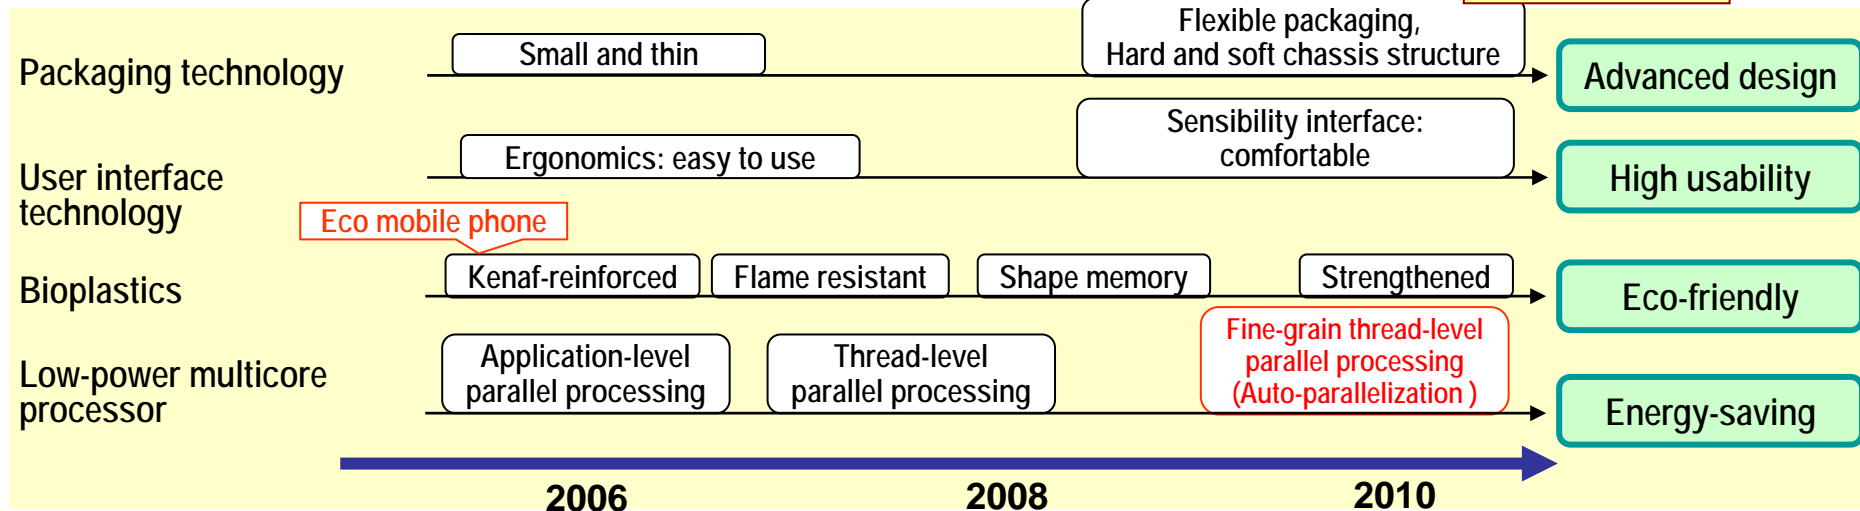 Packaging technology
Small and thin
Flexible packaging,
Hard and soft chassis structure
Advanced design
User interface
technology
Ergonomics: easy to use
Sensibility interface:
comfortable
High usability
Eco mobile phone
Bioplastics
Kenaf-reinforced
Flame resistant
Shape memory
Strengthened
Eco-friendly
Low-power multicore
processor
Application-level
parallel processing
Thread-level
parallel processing
Fine-grain thread-level
parallel processing
(Auto-parallelization )
Energy-saving
2006
2008
2010